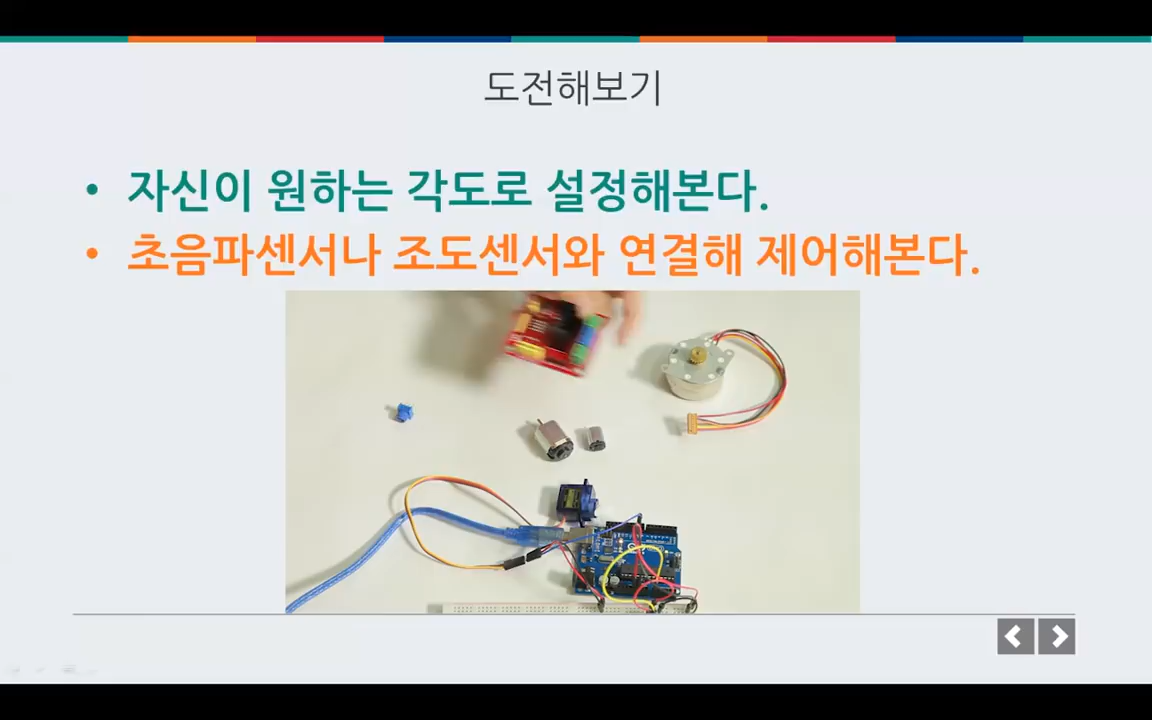 도전해보기
• 자신이 원하는 각도로 설정해본다.
• 초음파센서나 조도센서와 연결해 제어해본다.